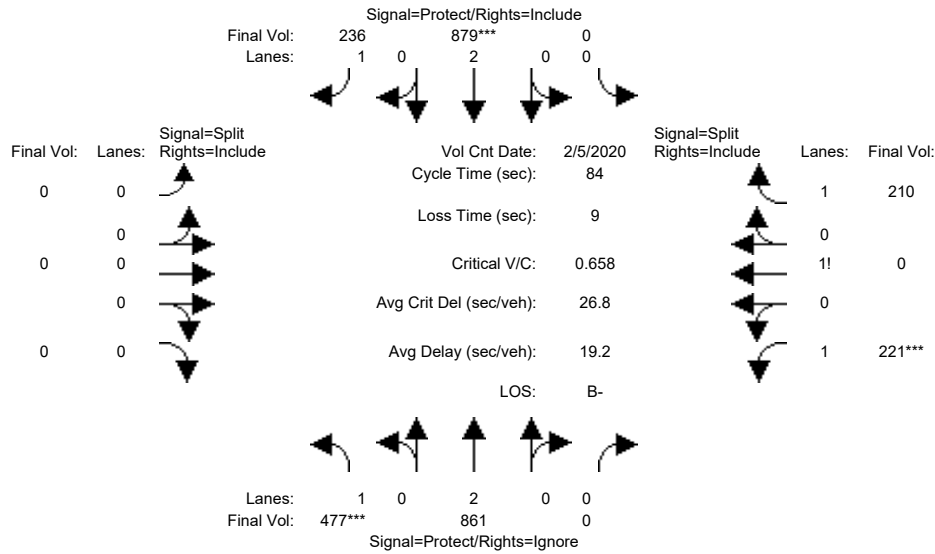 Signal=Protect/Rights=Include
Final Vol: 236 879*** 0
Lanes: 1 0 2 0 0
Signal=Split Signal=Split
Final Vol: Lanes: Rights=Include Vol Cnt Date: 2/5/2020 Rights=Include Lanes: Final Vol:
Cycle Time (sec): 84
0 0 1 210
Loss Time (sec): 9
0 0
0 0 Critical V/C: 0.658 1! 0
0 Avg Crit Del (sec/veh): 26.8 0
0 0 Avg Delay (sec/veh): 19.2 1 221***
LOS: B-
Lanes: 1 0 2 0 0
Final Vol: 477*** 861 0
Signal=Protect/Rights=Ignore